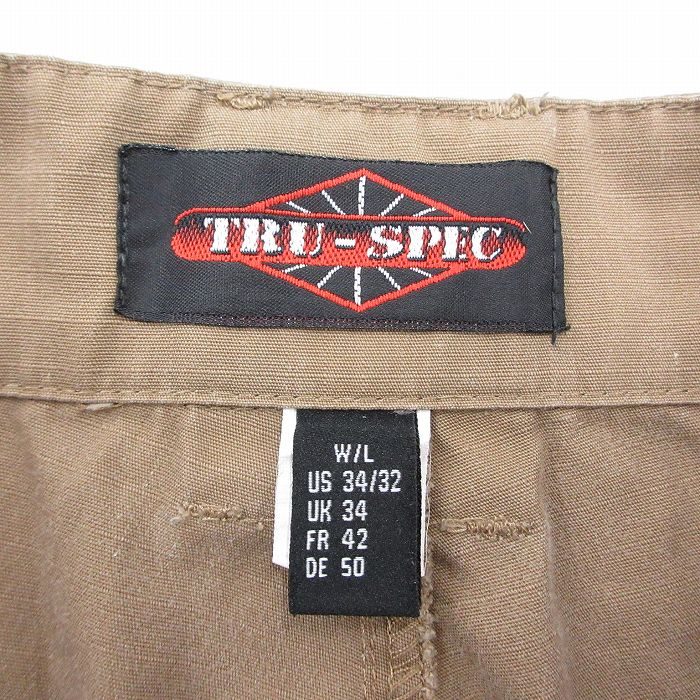 TRU-SPEC
W/L
US 34/32
UK 34
FR 42
DE 50